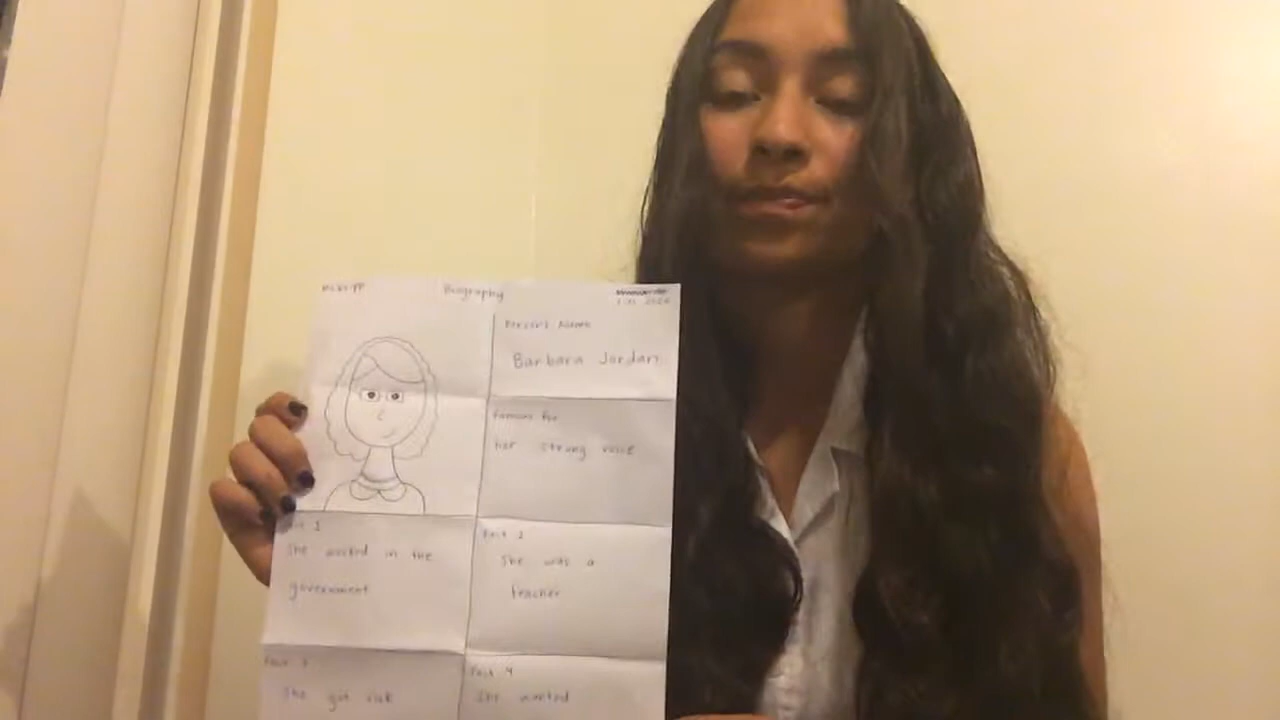 Biography
Person's Name
Barbara Jordan
Famous for
her strong voice
Fact 1
She worked in the
government
Fact 2
She was a
teacher
Fact 3
She got sick
Fact 4
She worked